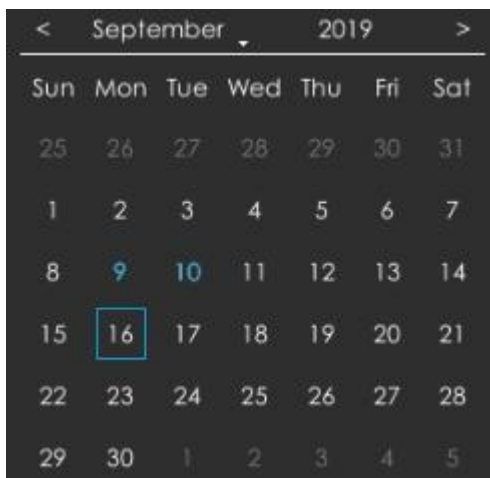 < September 2019 >
Sun Mon Tue Wed Thu Fri Sat
25 26 27 28 29 30 31
1 2 3 4 5 6 7
8 9 10 11 12 13 14
15 16 17 18 19 20 21
22 23 24 25 26 27 28
29 30 1 2 3 4 5